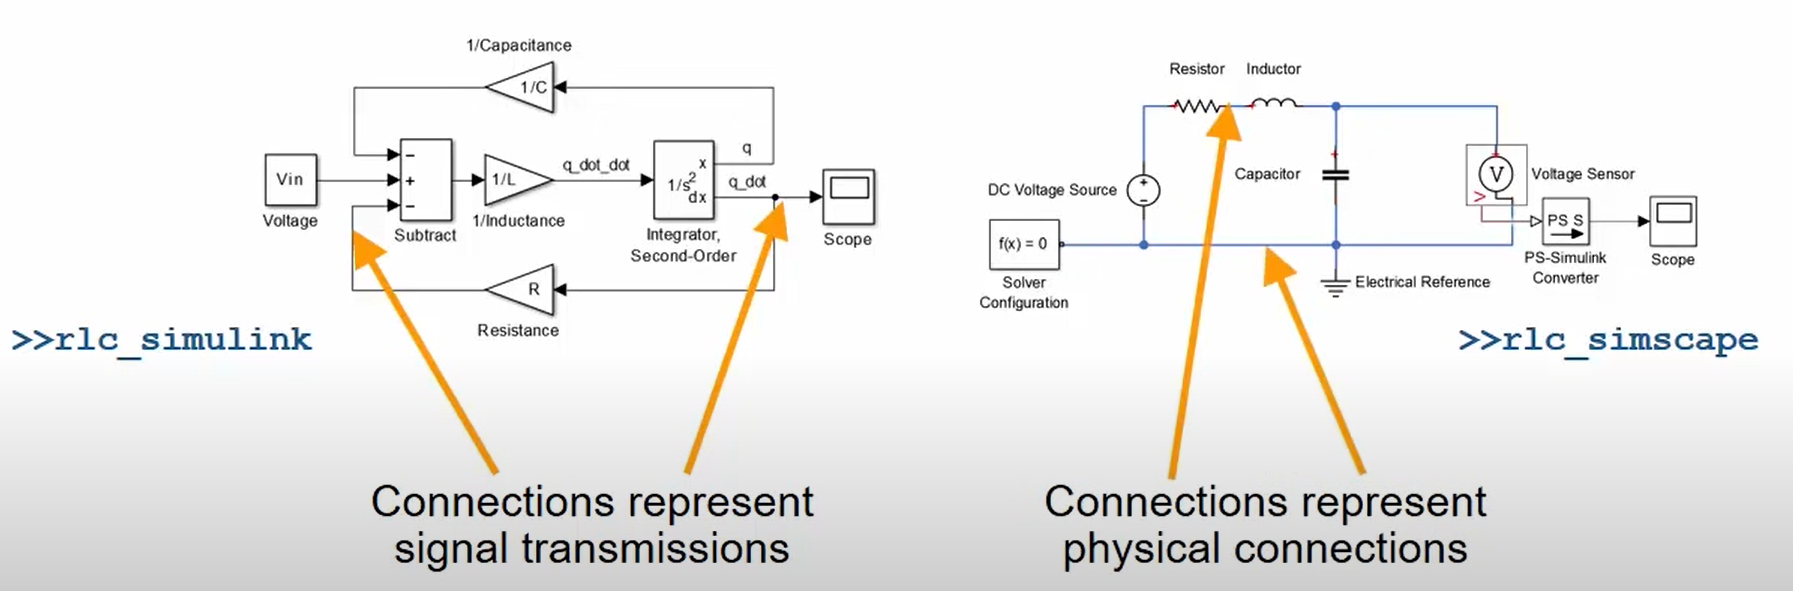 1/Capacitance
1/C
Vin
Voltage
−
+
−
Subtract
1/L
1/Inductance
q_dot_dot
1/s²
x
dx
Integrator,
Second-Order
q
q_dot
Scope
R
Resistance
>>rlc_simulink
Connections represent
signal transmissions
Resistor
Inductor
DC Voltage Source
+
−
Capacitor
+
V
Voltage Sensor
f(x) = 0
Solver
Configuration
Electrical Reference
PS S
PS-Simulink
Converter
Scope
>>rlc_simscape
Connections represent
physical connections